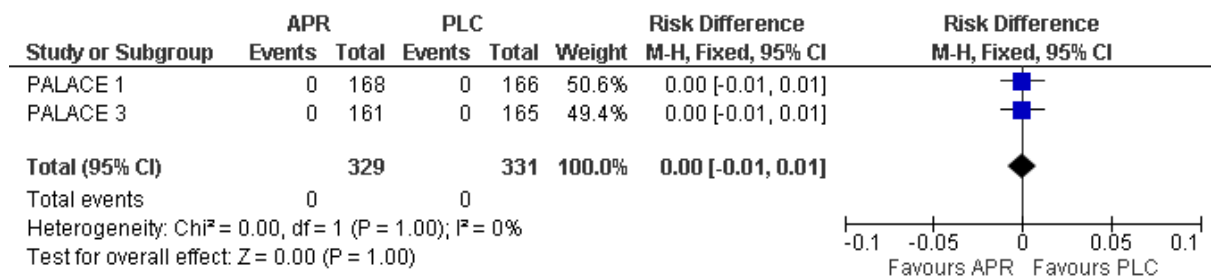 APR PLC Risk Difference Risk Difference
Study or Subgroup Events Total Events Total Weight M-H, Fixed, 95% CI M-H, Fixed, 95% CI
PALACE 1 0 168 0 166 50.6% 0.00 [-0.01, 0.01]
PALACE 3 0 161 0 165 49.4% 0.00 [-0.01, 0.01]
Total (95% CI) 329 331 100.0% 0.00 [-0.01, 0.01]
Total events 0 0
Heterogeneity: Chi² = 0.00, df = 1 (P = 1.00); I² = 0%
Test for overall effect: Z = 0.00 (P = 1.00)
-0.1 -0.05 0 0.05 0.1
Favours APR Favours PLC